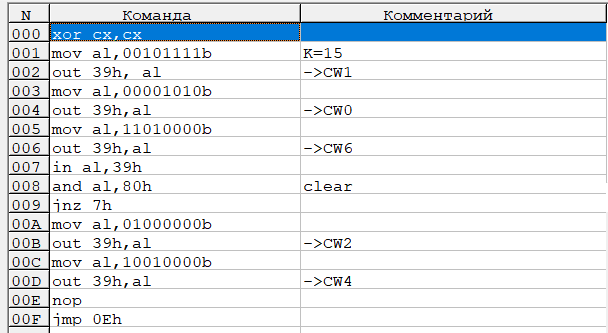 N Команда Комментарий
000 xor cx,cx
001 mov al,00101111b K=15
002 out 39h, al ->CW1
003 mov al,00001010b
004 out 39h,al ->CW0
005 mov al,11010000b
006 out 39h,al ->CW6
007 in al,39h
008 and al,80h clear
009 jnz 7h
00A mov al,01000000b
00B out 39h,al ->CW2
00C mov al,10010000b
00D out 39h,al ->CW4
00E nop
00F jmp 0Eh